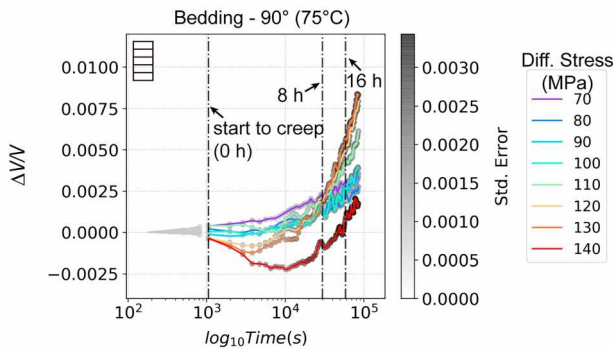 Bedding - 90° (75°C)
0.0100
0.0075
0.0050
0.0025
0.0000
−0.0025
ΔV/V
8 h
16 h
start to creep
(0 h)
10²
10³
10⁴
10⁵
log₁₀Time(s)
0.0030
0.0025
0.0020
0.0015
0.0010
0.0005
0.0000
Std. Error
Diff. Stress
(MPa)
70
80
90
100
110
120
130
140